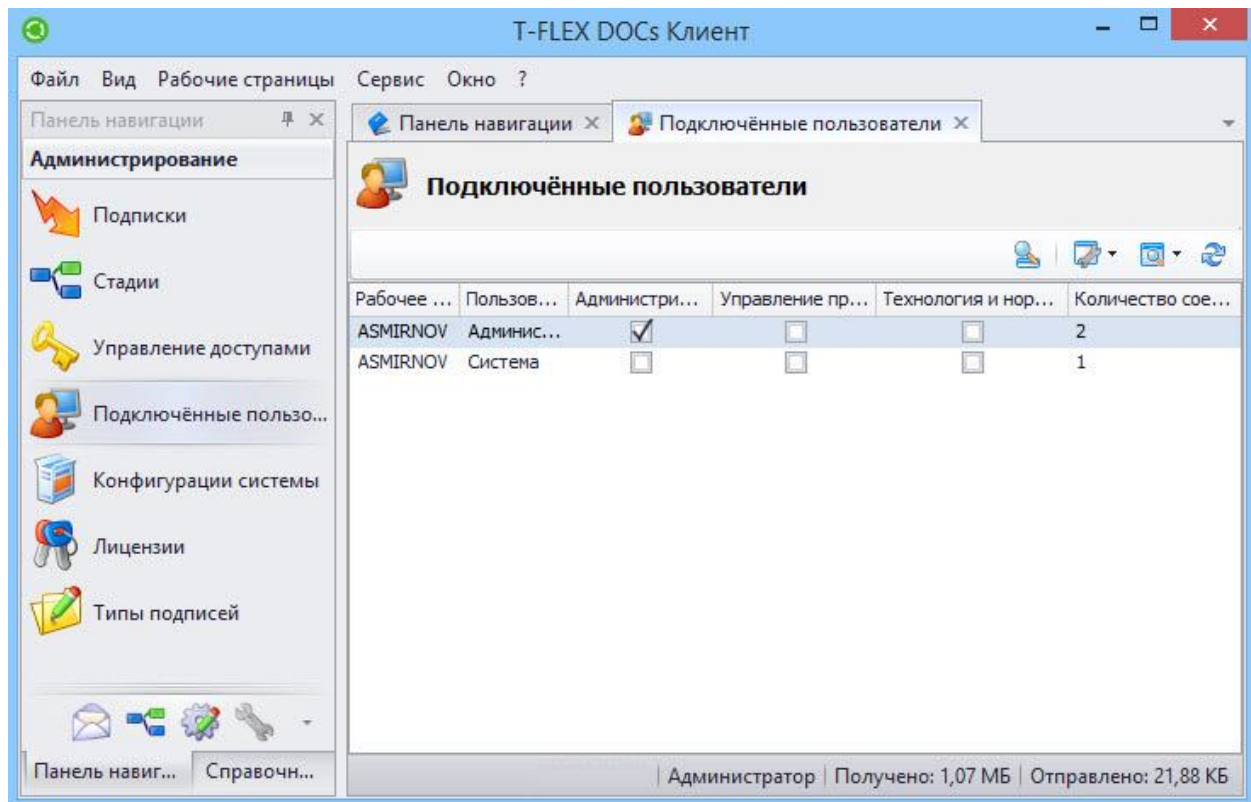 T-FLEX DOCs Клиент
Файл Вид Рабочие страницы Сервис Окно ?
Панель навигации
Администрирование
Подписки
Стадии
Управление доступами
Подключённые пользо...
Конфигурации системы
Лицензии
Типы подписей
Панель навиг... Справочн...
Панель навигации Подключённые пользователи
Подключённые пользователи
Рабочее ... Пользов... Администри... Управление пр... Технология и нор... Количество сое...
ASMIRNOV Админис... 2
ASMIRNOV Система 1
Администратор Получено: 1,07 МБ Отправлено: 21,88 КБ